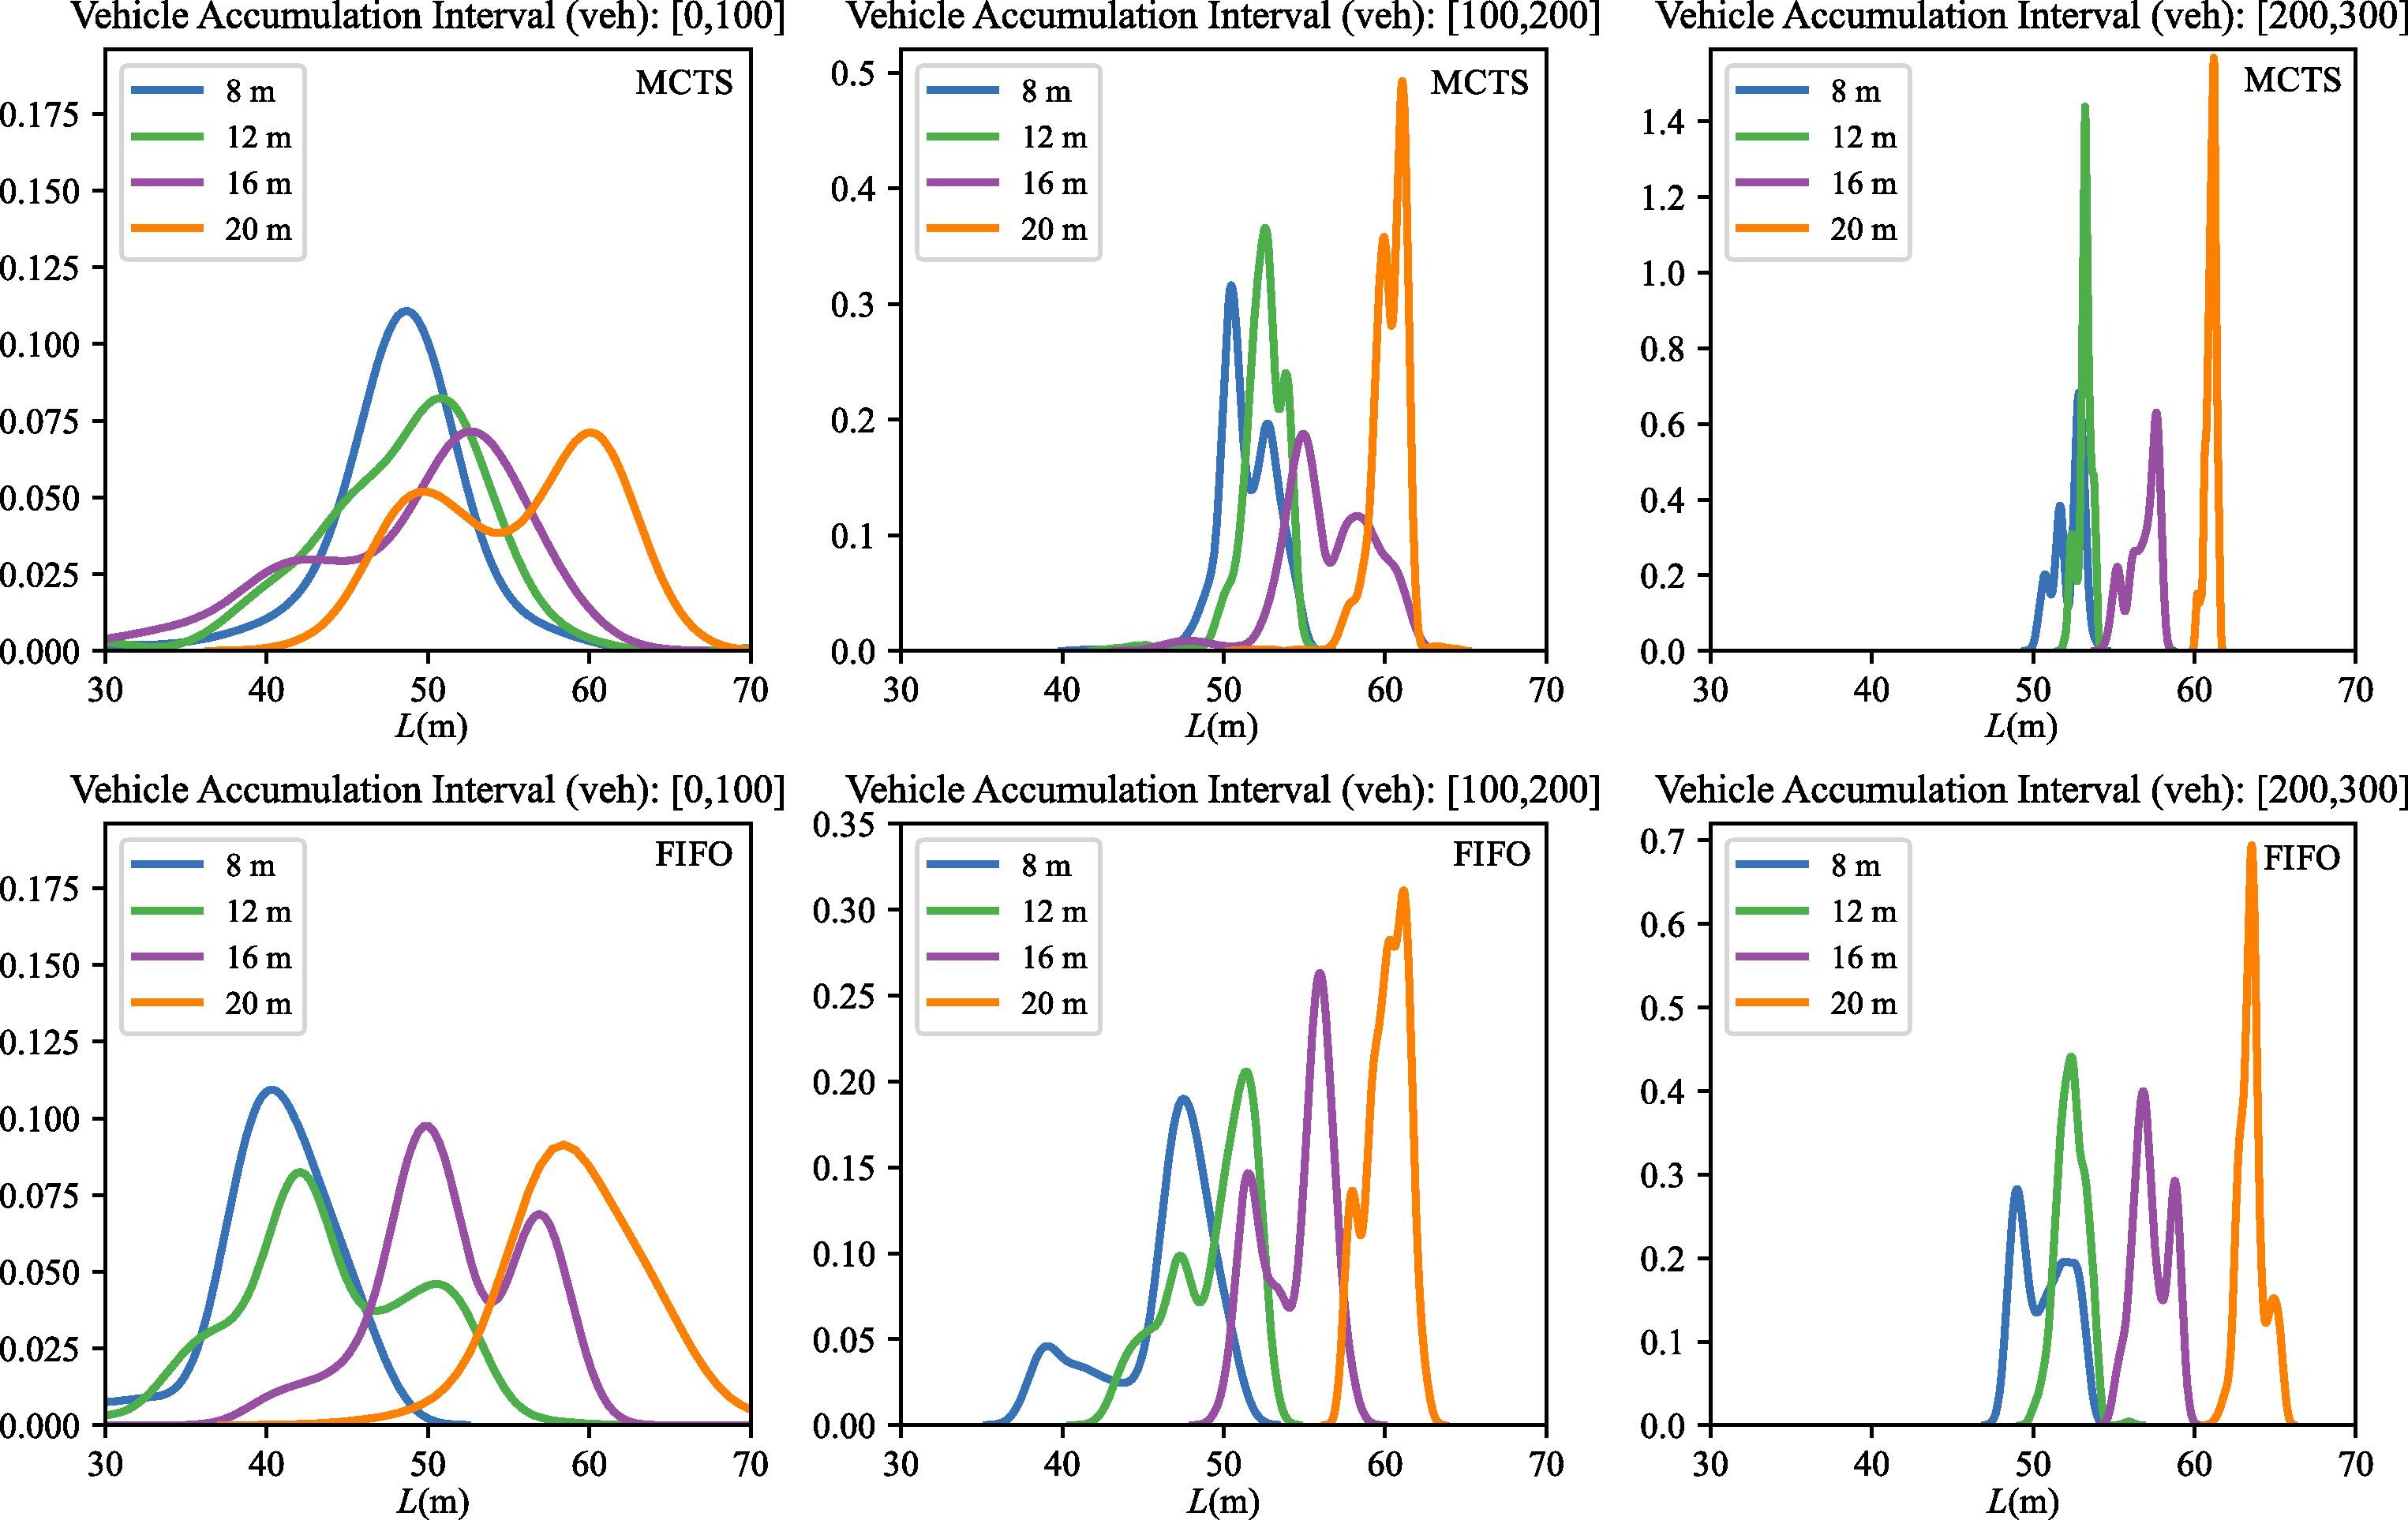 Vehicle Accumulation Interval (veh): [0,100]
MCTS
8 m
12 m
16 m
20 m
0.175
0.150
0.125
0.100
0.075
0.050
0.025
0.000
30 40 50 60 70
L(m)
Vehicle Accumulation Interval (veh): [100,200]
MCTS
8 m
12 m
16 m
20 m
0.5
0.4
0.3
0.2
0.1
0.0
30 40 50 60 70
L(m)
Vehicle Accumulation Interval (veh): [200,300]
MCTS
8 m
12 m
16 m
20 m
1.4
1.2
1.0
0.8
0.6
0.4
0.2
0.0
30 40 50 60 70
L(m)
Vehicle Accumulation Interval (veh): [0,100]
FIFO
8 m
12 m
16 m
20 m
0.175
0.150
0.125
0.100
0.075
0.050
0.025
0.000
30 40 50 60 70
L(m)
Vehicle Accumulation Interval (veh): [100,200]
FIFO
8 m
12 m
16 m
20 m
0.35
0.30
0.25
0.20
0.15
0.10
0.05
0.00
30 40 50 60 70
L(m)
Vehicle Accumulation Interval (veh): [200,300]
FIFO
8 m
12 m
16 m
20 m
0.7
0.6
0.5
0.4
0.3
0.2
0.1
0.0
30 40 50 60 70
L(m)